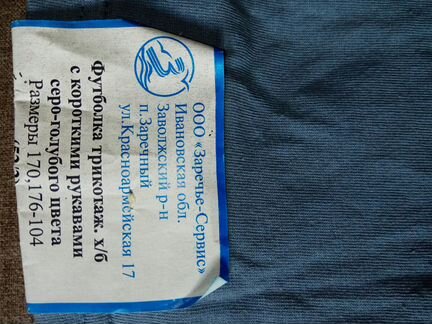 ООО «Заречье-Сервис»
Ивановская обл.
Заволжский р-н
п. Заречный
ул.Красноармейская 17
Футболка трикотаж. х/б
с короткими рукавами
серо-голубого цвета
Размеры 170,176-104